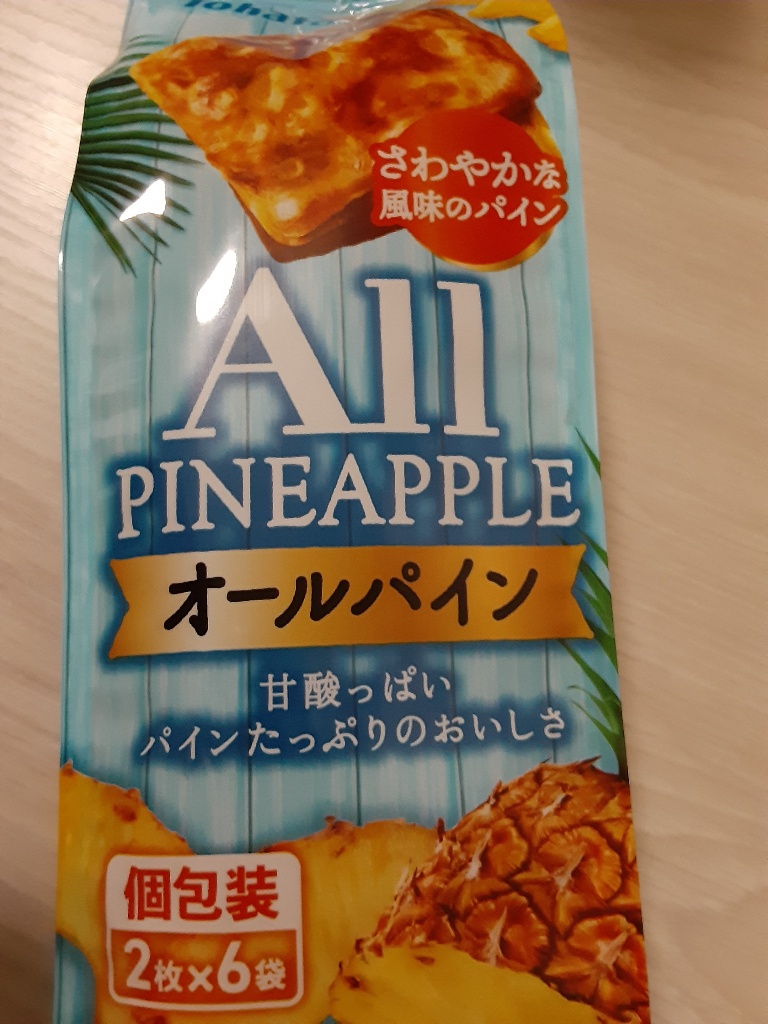 Tohato
さわやかな
風味のパイン
All
PINEAPPLE
オールパイン
甘酸っぱい
パインたっぷりのおいしさ
個包装
2枚×6袋